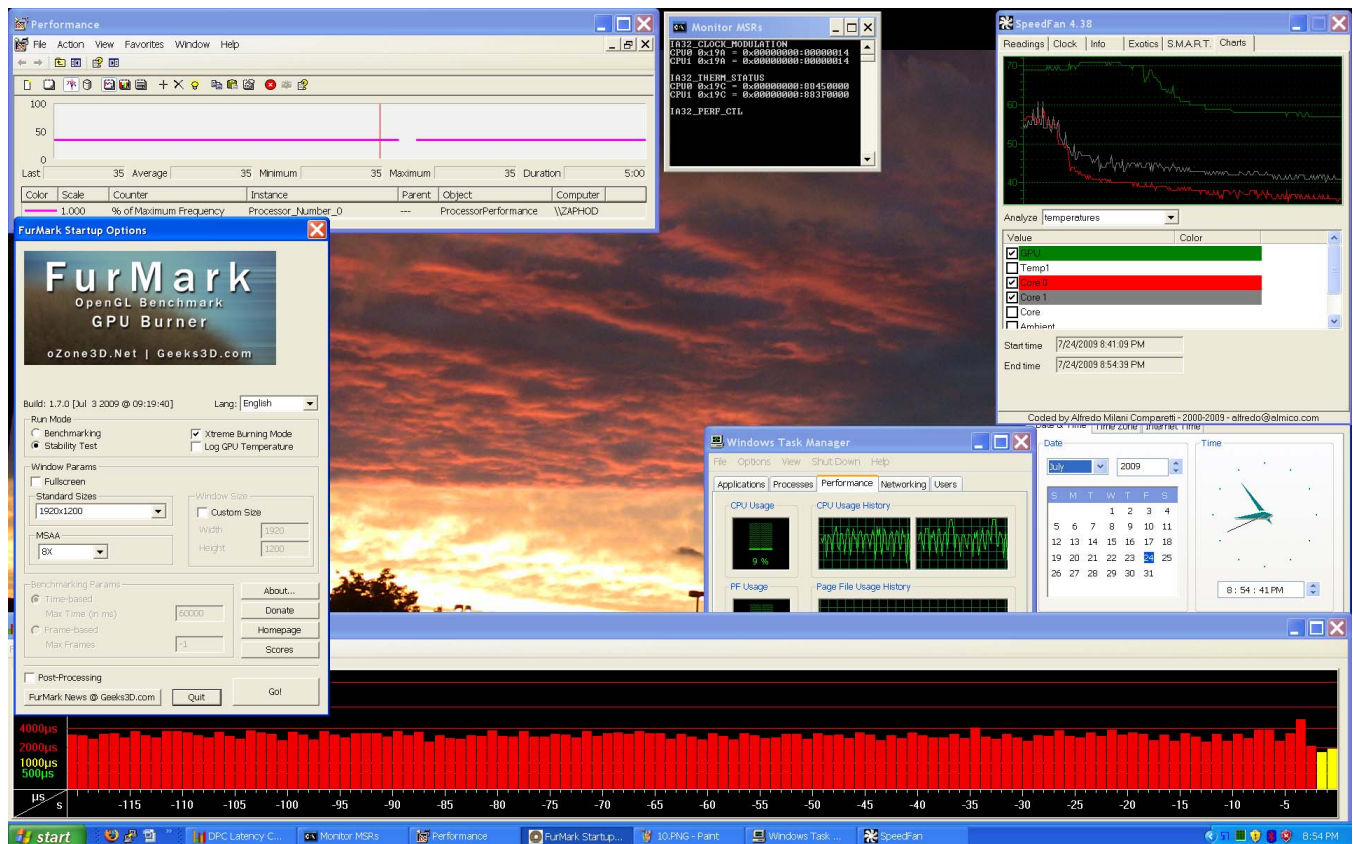 Performance
File Action View Favorites Window Help
100
50
0
Last 35 Average 35 Minimum 35 Maximum 35 Duration 5:00
Color Scale Counter Instance Parent Object Computer
1.000 % of Maximum Frequency Processor_Number_0 --- ProcessorPerformance \\ZAPHOD
Monitor MSRs
IA32_CLOCK_MODULATION
CPU0 0x19A = 0x00000000:00000014
CPU1 0x19A = 0x00000000:00000014
IA32_THERM_STATUS
CPU0 0x19C = 0x00000000:88450000
CPU1 0x19C = 0x00000000:883F0000
IA32_PERF_CTL
SpeedFan 4.38
Readings Clock Info Exotics S.M.A.R.T. Charts
70
60
50
40
Analyze temperatures
Value Color
GPU
Temp1
Core 0
Core 1
Core
Ambient
Start time 7/24/2009 8:41:09 PM
End time 7/24/2009 8:54:39 PM
Coded by Alfredo Milani Comparetti - 2000-2009 - alfredo@almico.com
FurMark Startup Options
FurMark
OpenGL Benchmark
GPU Burner
oZone3D.Net | Geeks3D.com
Build: 1.7.0 [Jul 3 2009 @ 09:19:40] Lang: English
Run Mode
Benchmarking Xtreme Burning Mode
Stability Test Log GPU Temperature
Window Params
Fullscreen
Standard Sizes Window Size
1920x1200 Custom Size
Width 1920
MSAA
8X Height 1200
Benchmarking Params
Time-based About...
Max Time (in ms) 60000 Donate
Frame-based Homepage
Max Frames -1 Scores
Post-Processing
FurMark News @ Geeks3D.com Quit Go!
Windows Task Manager
File Options View Shut Down Help
Applications Processes Performance Networking Users
CPU Usage CPU Usage History
9 %
PF Usage Page File Usage History
Date & Time Time Zone Internet Time
Date Time
July 2009
S M T W T F S
1 2 3 4
5 6 7 8 9 10 11
12 13 14 15 16 17 18
19 20 21 22 23 24 25
26 27 28 29 30 31
8:54:41 PM
4000µs
2000µs
1000µs
500µs
µs s -115 -110 -105 -100 -95 -90 -85 -80 -75 -70 -65 -60 -55 -50 -45 -40 -35 -30 -25 -20 -15 -10 -5
start DPC Latency C... Monitor MSRs Performance FurMark Startup... 10.PNG - Paint Windows Task ... SpeedFan 51 8:54 PM